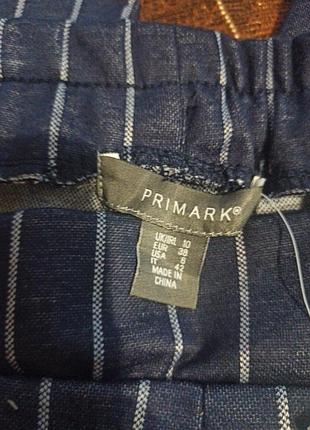 PRIMARK®
UK/IRL 10
EUR 38
USA 6
IT 42
MADE IN
CHINA